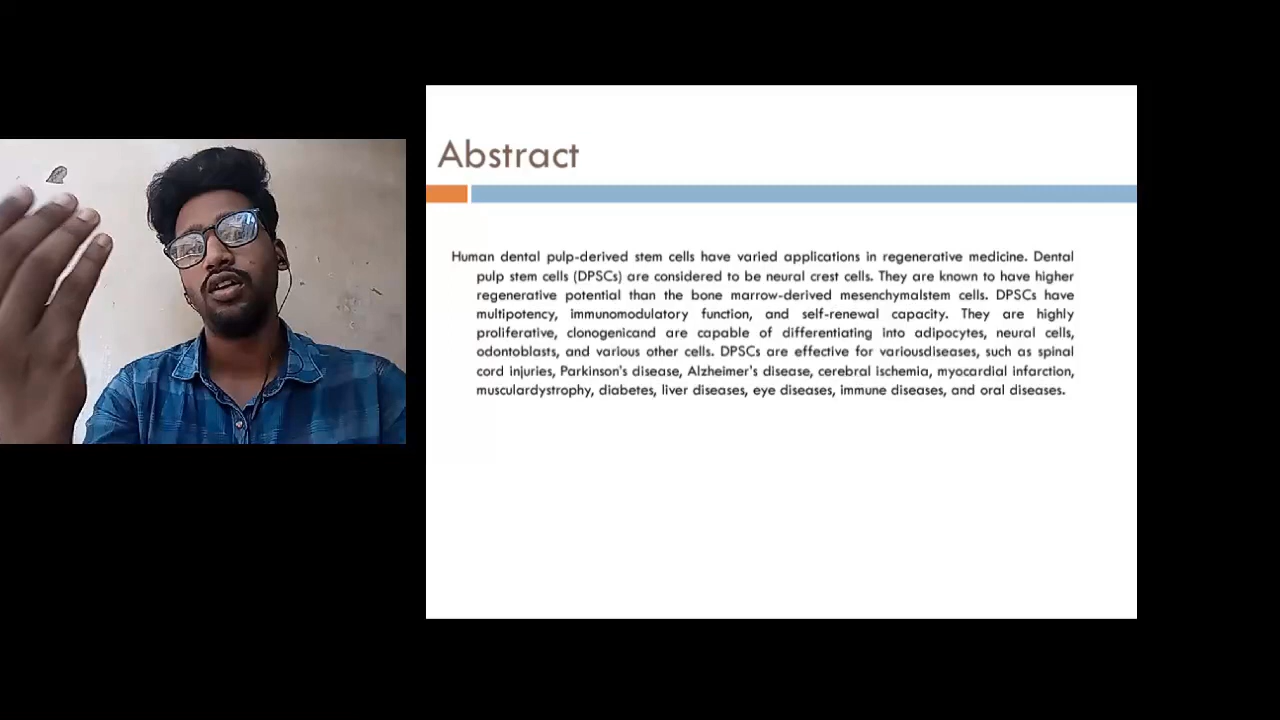 Abstract
Human dental pulp-derived stem cells have varied applications in regenerative medicine. Dental
pulp stem cells (DPSCs) are considered to be neural crest cells. They are known to have higher
regenerative potential than the bone marrow-derived mesenchymalstem cells. DPSCs have
multipotency, immunomodulatory function, and self-renewal capacity. They are highly
proliferative, clonogenicand are capable of differentiating into adipocytes, neural cells,
odontoblasts, and various other cells. DPSCs are effective for variousdiseases, such as spinal
cord injuries, Parkinson's disease, Alzheimer's disease, cerebral ischemia, myocardial infarction,
musculardystrophy, diabetes, liver diseases, eye diseases, immune diseases, and oral diseases.